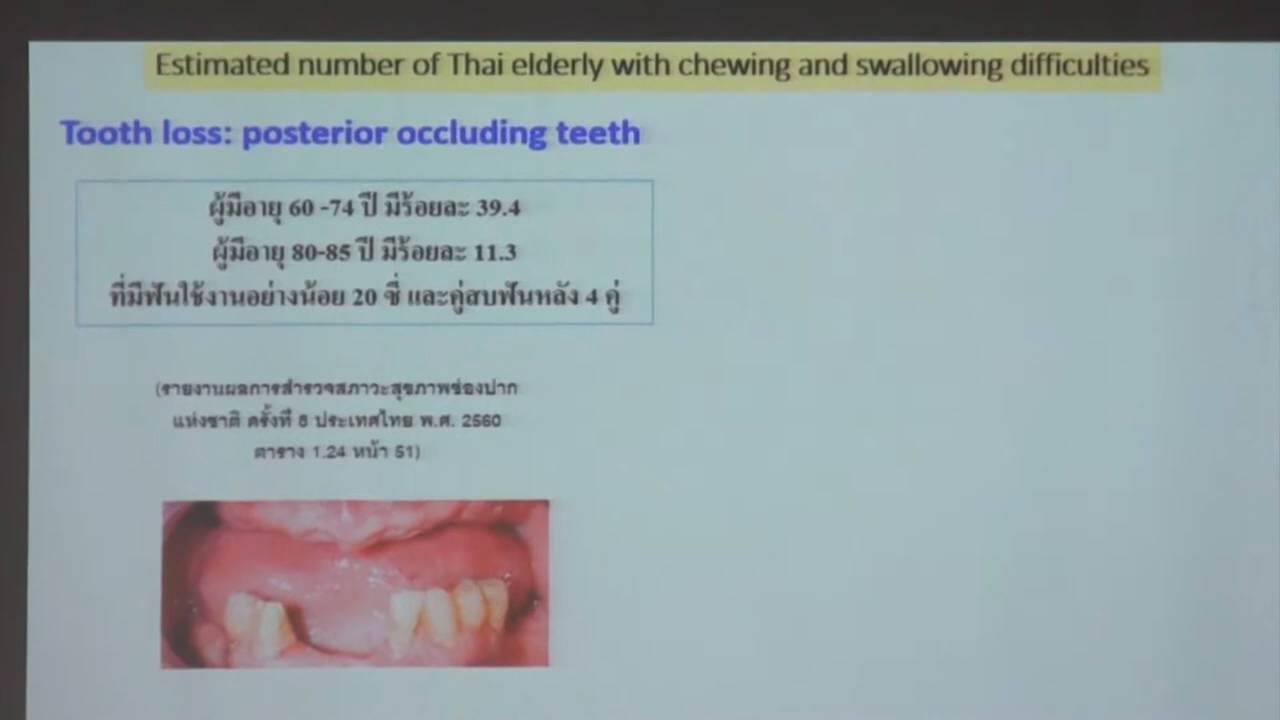 Estimated number of Thai elderly with chewing and swallowing difficulties
Tooth loss: posterior occluding teeth
ผู้มีอายุ 60 -74 ปี มีร้อยละ 39.4
ผู้มีอายุ 80-85 ปี มีร้อยละ 11.3
ที่มีฟันใช้งานอย่างน้อย 20 ซี่ และคู่สบฟันหลัง 4 คู่
(รายงานผลการสำรวจสภาวะสุขภาพช่องปาก
แห่งชาติ ครั้งที่ 8 ประเทศไทย พ.ศ. 2560
ตาราง 1.24 หน้า 51)